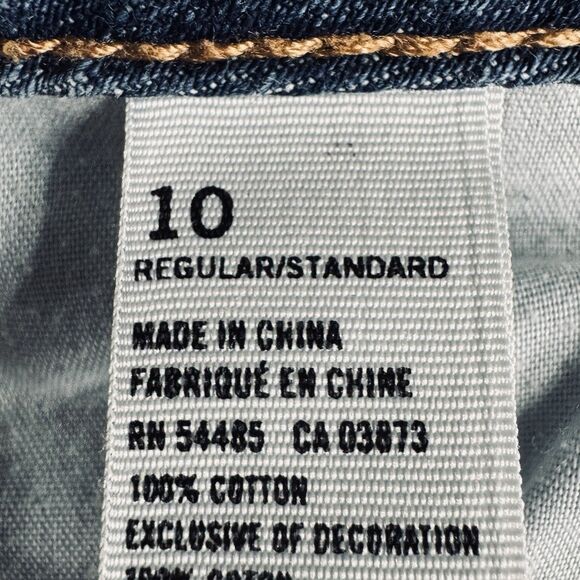 10
REGULAR/STANDARD
MADE IN CHINA
FABRIQUÉ EN CHINE
RN 54485 CA 03873
100% COTTON
EXCLUSIVE OF DECORATION